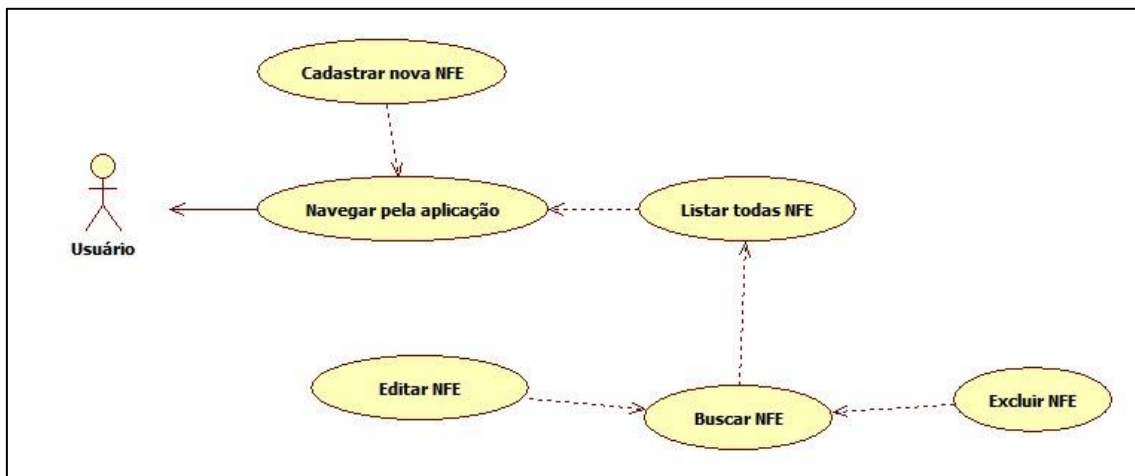 Cadastrar nova NFE
Navegar pela aplicação
Listar todas NFE
Usuário
Editar NFE
Buscar NFE
Excluir NFE